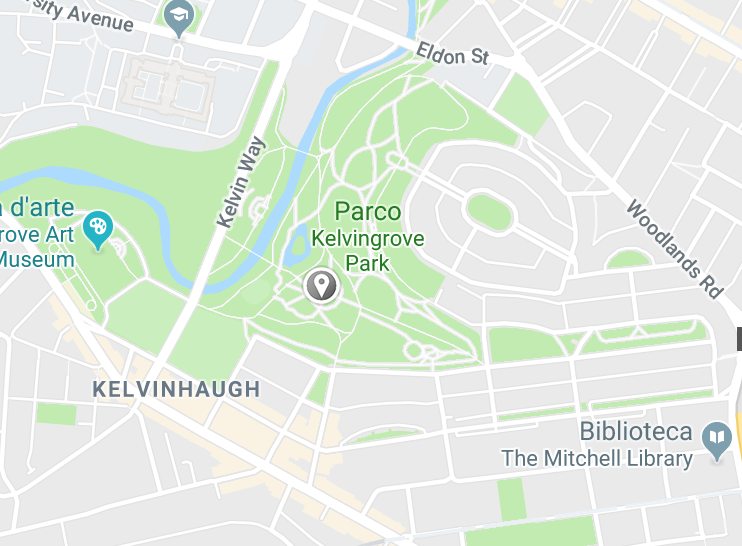 sity Avenue
Eldon St
Kelvin Way
a d'arte
rove Art
Museum
Parco
Kelvingrove
Park
Woodlands Rd
KELVINHAUGH
Biblioteca
The Mitchell Library